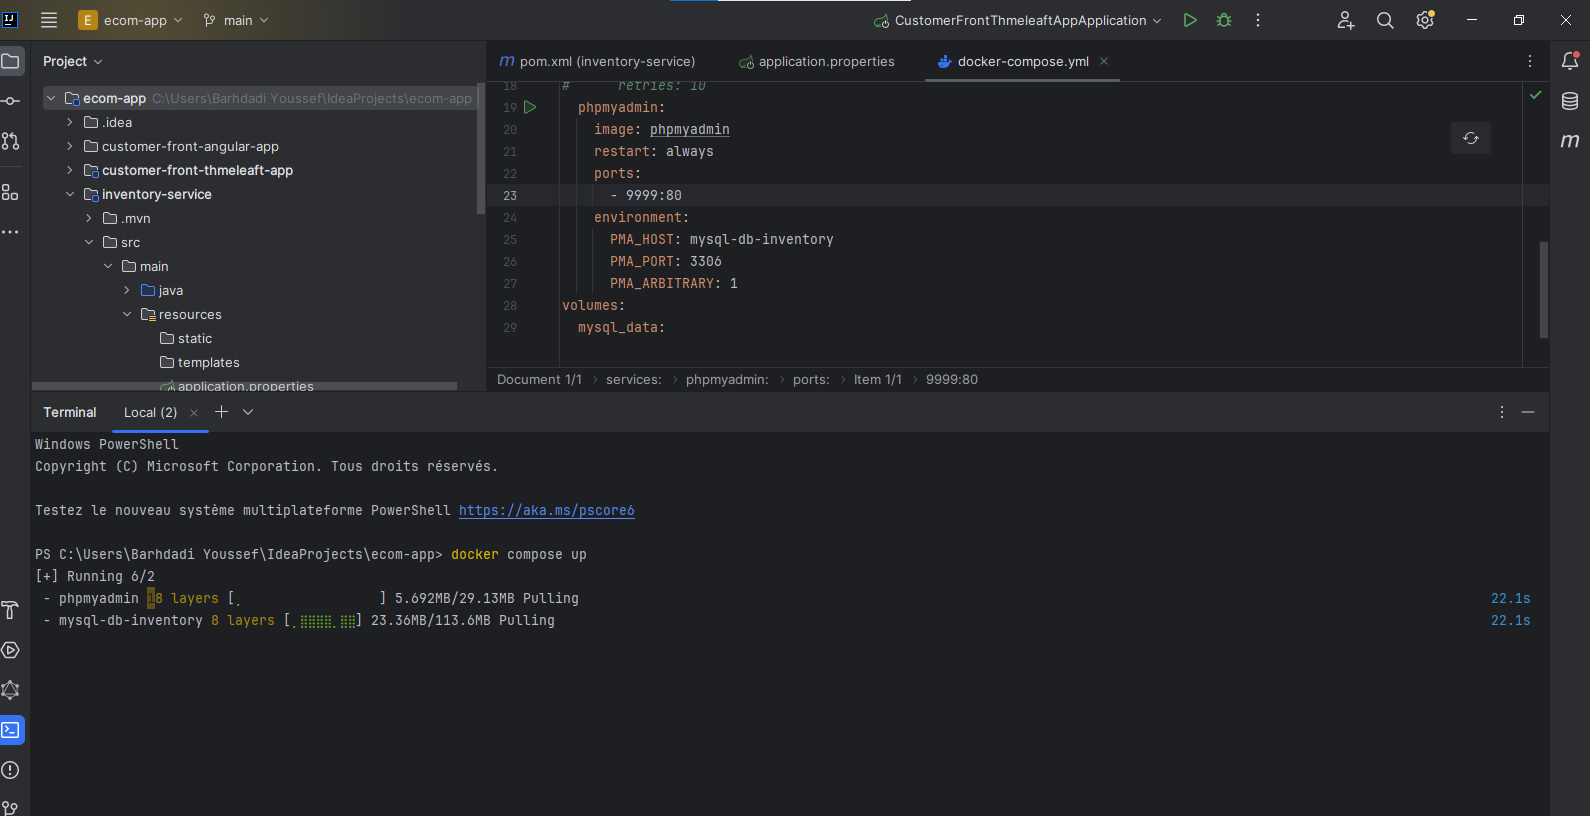 E ecom-app main CustomerFrontThmeleaftAppApplication
Project
ecom-app C:\Users\Barhdadi Youssef\IdeaProjects\ecom-app
.idea
customer-front-angular-app
customer-front-thmeleaft-app
inventory-service
.mvn
src
main
java
resources
static
templates
application.properties
m pom.xml (inventory-service) application.properties docker-compose.yml
18 # retries: 10
19 phpmyadmin:
20 image: phpmyadmin
21 restart: always
22 ports:
23 - 9999:80
24 environment:
25 PMA_HOST: mysql-db-inventory
26 PMA_PORT: 3306
27 PMA_ARBITRARY: 1
28 volumes:
29 mysql_data:
Document 1/1 › services: › phpmyadmin: › ports: › Item 1/1 › 9999:80
m
Terminal Local (2)
Windows PowerShell
Copyright (C) Microsoft Corporation. Tous droits réservés.
Testez le nouveau système multiplateforme PowerShell https://aka.ms/pscore6
PS C:\Users\Barhdadi Youssef\IdeaProjects\ecom-app> docker compose up
[+] Running 6/2
- phpmyadmin 18 layers [⡀ ] 5.692MB/29.13MB Pulling 22.1s
- mysql-db-inventory 8 layers [⡀⣿⣿⣿⣿⡀⣿⣿] 23.36MB/113.6MB Pulling 22.1s